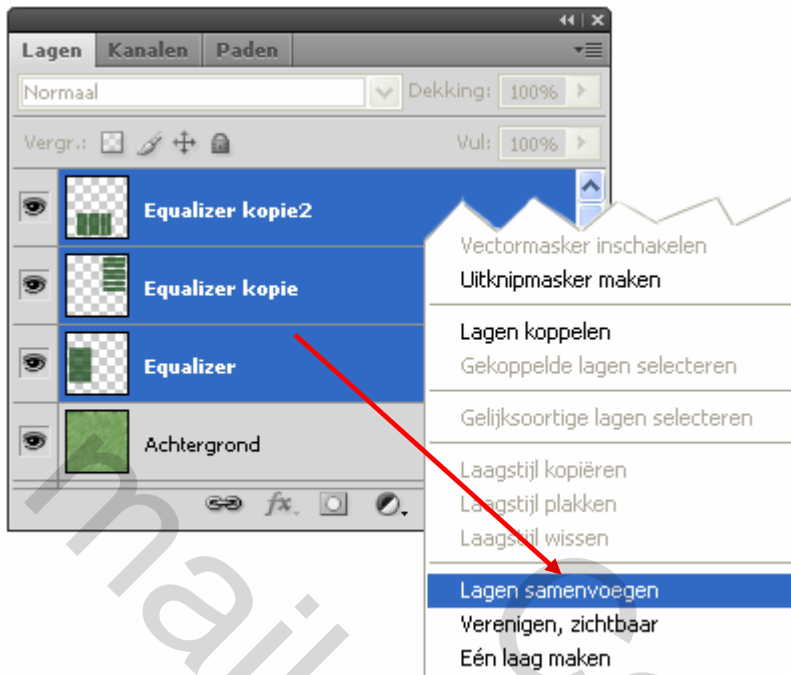 Lagen Kanalen Paden
Normaal Dekking: 100%
Vergr.: Vul: 100%
Equalizer kopie2
Equalizer kopie
Equalizer
Achtergrond
fx.
Vectormasker inschakelen
Uitknipmasker maken
Lagen koppelen
Gekoppelde lagen selecteren
Gelijksoortige lagen selecteren
Laagstijl kopiëren
Laagstijl plakken
Laagstijl wissen
Lagen samenvoegen
Verenigen, zichtbaar
Eén laag maken
mail